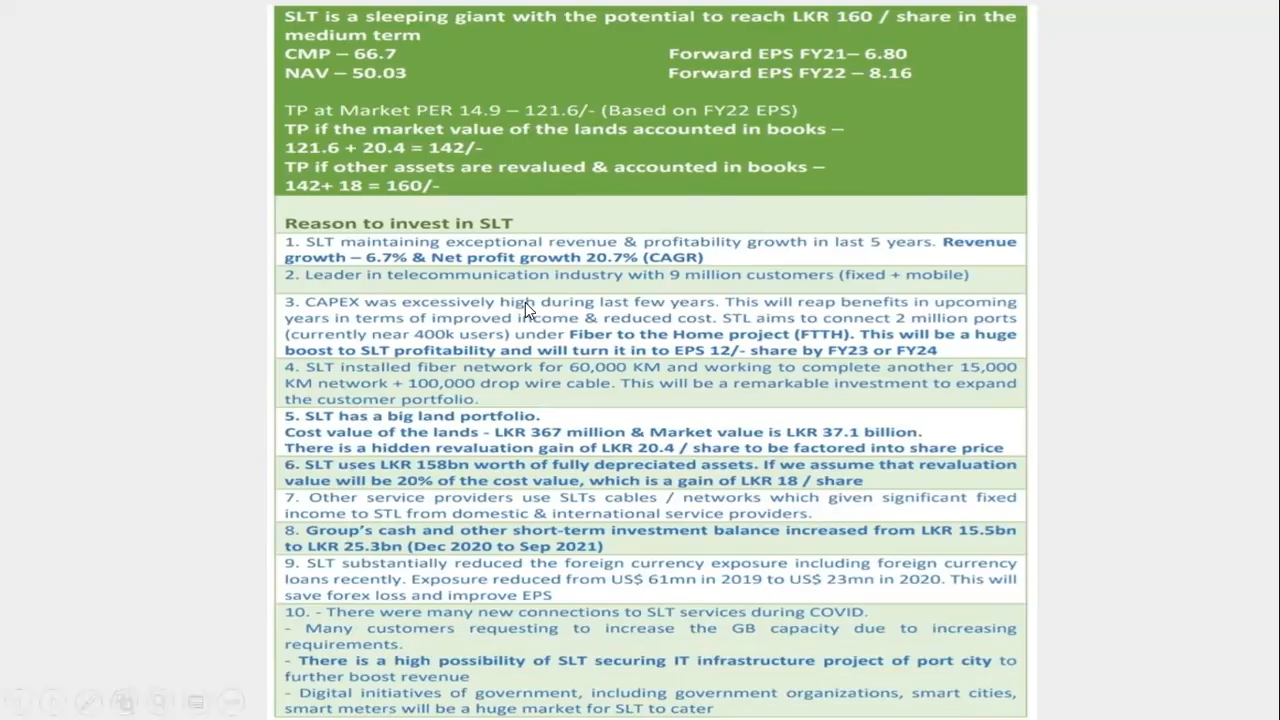 SLT is a sleeping giant with the potential to reach LKR 160 / share in the
medium term
CMP – 66.7 Forward EPS FY21– 6.80
NAV – 50.03 Forward EPS FY22 – 8.16
TP at Market PER 14.9 – 121.6/- (Based on FY22 EPS)
TP if the market value of the lands accounted in books –
121.6 + 20.4 = 142/-
TP if other assets are revalued & accounted in books –
142+ 18 = 160/-
Reason to invest in SLT
1. SLT maintaining exceptional revenue & profitability growth in last 5 years. Revenue
growth – 6.7% & Net profit growth 20.7% (CAGR)
2. Leader in telecommunication industry with 9 million customers (fixed + mobile)
3. CAPEX was excessively high during last few years. This will reap benefits in upcoming
years in terms of improved income & reduced cost. STL aims to connect 2 million ports
(currently near 400k users) under Fiber to the Home project (FTTH). This will be a huge
boost to SLT profitability and will turn it in to EPS 12/- share by FY23 or FY24
4. SLT installed fiber network for 60,000 KM and working to complete another 15,000
KM network + 100,000 drop wire cable. This will be a remarkable investment to expand
the customer portfolio.
5. SLT has a big land portfolio.
Cost value of the lands - LKR 367 million & Market value is LKR 37.1 billion.
There is a hidden revaluation gain of LKR 20.4 / share to be factored into share price
6. SLT uses LKR 158bn worth of fully depreciated assets. If we assume that revaluation
value will be 20% of the cost value, which is a gain of LKR 18 / share
7. Other service providers use SLTs cables / networks which given significant fixed
income to STL from domestic & international service providers.
8. Group’s cash and other short-term investment balance increased from LKR 15.5bn
to LKR 25.3bn (Dec 2020 to Sep 2021)
9. SLT substantially reduced the foreign currency exposure including foreign currency
loans recently. Exposure reduced from US$ 61mn in 2019 to US$ 23mn in 2020. This will
save forex loss and improve EPS
10. - There were many new connections to SLT services during COVID.
- Many customers requesting to increase the GB capacity due to increasing
requirements.
- There is a high possibility of SLT securing IT infrastructure project of port city to
further boost revenue
- Digital initiatives of government, including government organizations, smart cities,
smart meters will be a huge market for SLT to cater